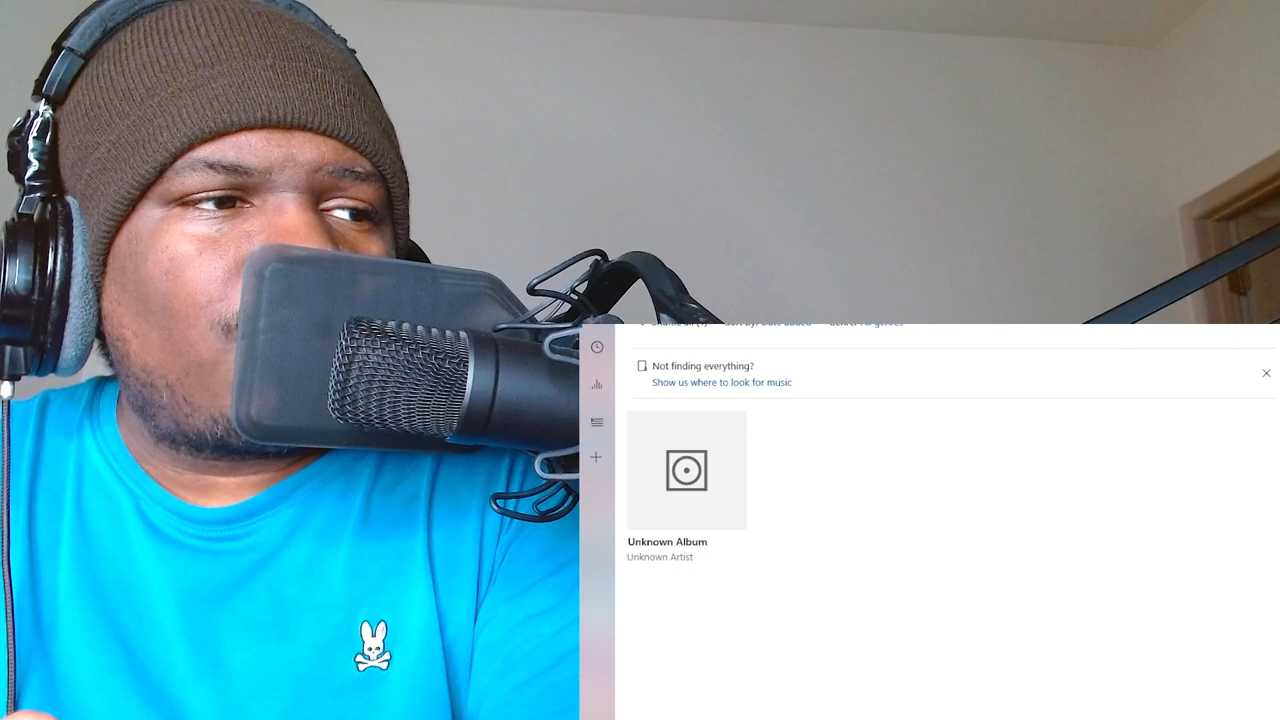 Not finding everything?
Show us where to look for music
Unknown Album
Unknown Artist